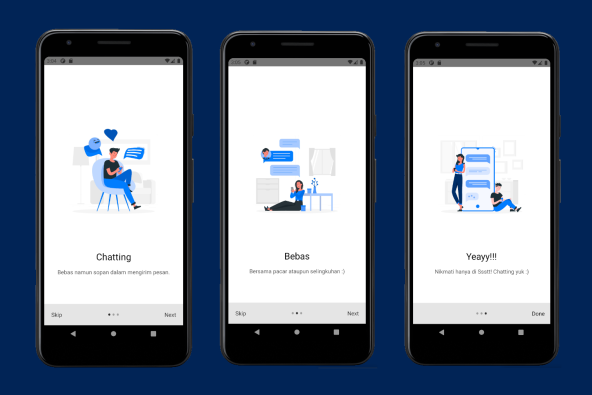 Chatting
Bebas namun sopan dalam mengirim pesan.
Skip
Next
Bebas
Bersama pacar ataupun selingkuhan :)
Skip
Next
Yeayy!!!
Nikmati hanya di Ssstt! Chatting yuk :)
Done